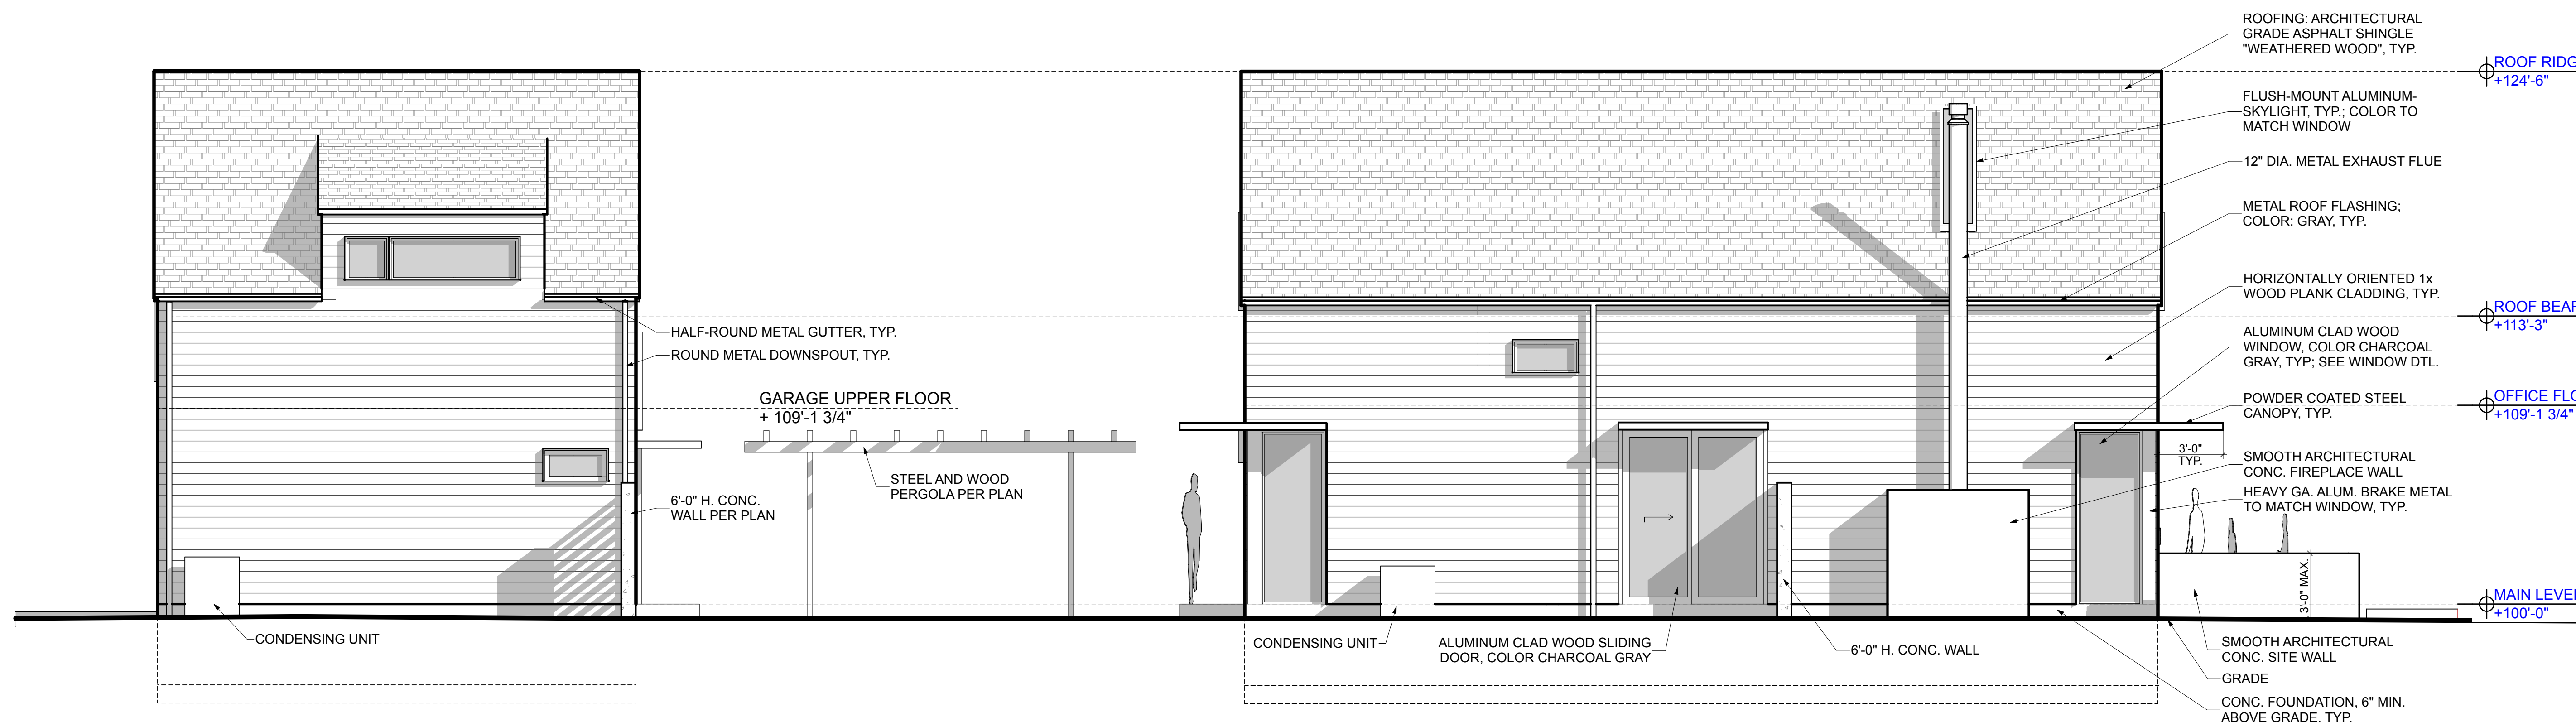 ROOFING: ARCHITECTURAL
GRADE ASPHALT SHINGLE
"WEATHERED WOOD", TYP.
FLUSH-MOUNT ALUMINUM-
SKYLIGHT, TYP.; COLOR TO
MATCH WINDOW
12" DIA. METAL EXHAUST FLUE
METAL ROOF FLASHING;
COLOR: GRAY, TYP.
HORIZONTALLY ORIENTED 1x
WOOD PLANK CLADDING, TYP.
ALUMINUM CLAD WOOD
WINDOW, COLOR CHARCOAL
GRAY, TYP; SEE WINDOW DTL.
POWDER COATED STEEL
CANOPY, TYP.
3'-0"
TYP.
SMOOTH ARCHITECTURAL
CONC. FIREPLACE WALL
HEAVY GA. ALUM. BRAKE METAL
TO MATCH WINDOW, TYP.
ROOF RIDG
+124'-6"
ROOF BEAR
+113'-3"
OFFICE FLO
+109'-1 3/4"
MAIN LEVEL
+100'-0"
HALF-ROUND METAL GUTTER, TYP.
ROUND METAL DOWNSPOUT, TYP.
GARAGE UPPER FLOOR
+ 109'-1 3/4"
STEEL AND WOOD
PERGOLA PER PLAN
6'-0" H. CONC.
WALL PER PLAN
3'-0" MAX.
CONDENSING UNIT
CONDENSING UNIT
ALUMINUM CLAD WOOD SLIDING
DOOR, COLOR CHARCOAL GRAY
6'-0" H. CONC. WALL
SMOOTH ARCHITECTURAL
CONC. SITE WALL
GRADE
CONC. FOUNDATION, 6" MIN.
ABOVE GRADE, TYP.